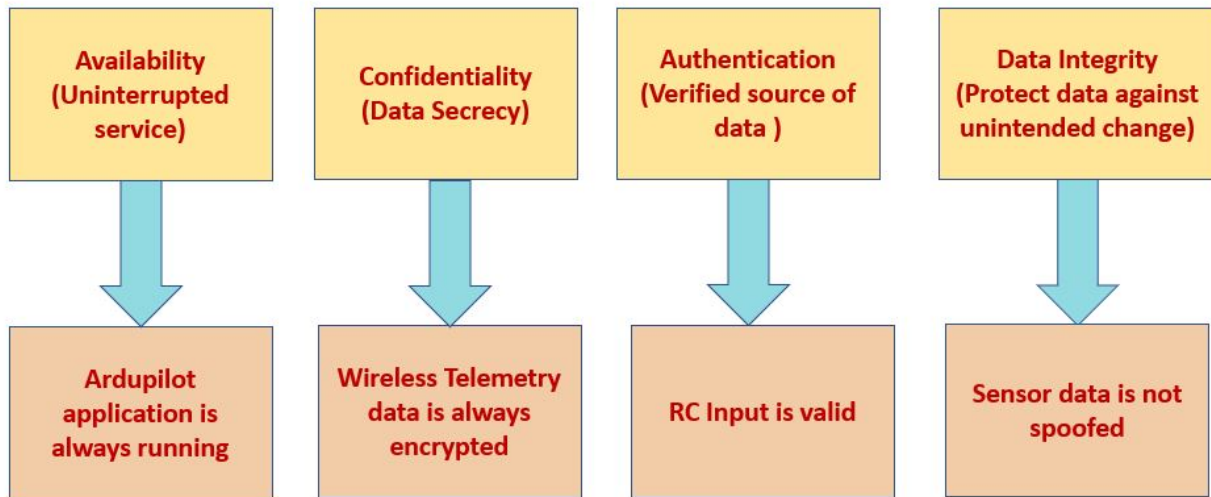 Availability
(Uninterrupted
service)
Confidentiality
(Data Secrecy)
Authentication
(Verified source of
data )
Data Integrity
(Protect data against
unintended change)
Ardupilot
application is
always running
Wireless Telemetry
data is always
encrypted
RC Input is valid
Sensor data is not
spoofed